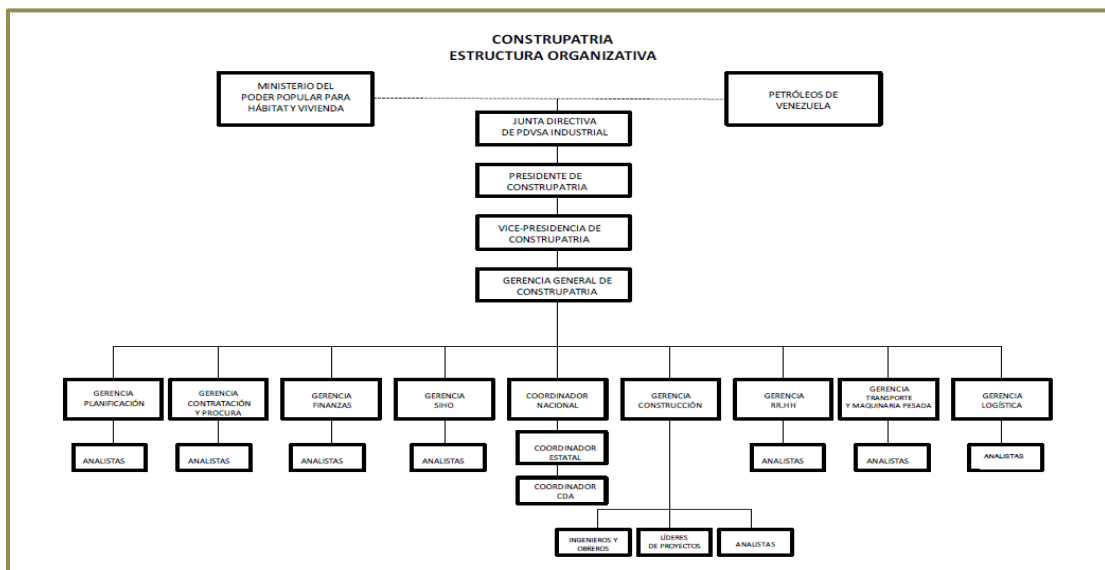 CONSTRUPATRIA
ESTRUCTURA ORGANIZATIVA
MINISTERIO DEL
PODER POPULAR PARA
HÁBITAT Y VIVIENDA
PETRÓLEOS DE
VENEZUELA
JUNTA DIRECTIVA
DE PDVSA INDUSTRIAL
PRESIDENTE DE
CONSTRUPATRIA
VICE-PRESIDENCIA DE
CONSTRUPATRIA
GERENCIA GENERAL DE
CONSTRUPATRIA
GERENCIA
PLANIFICACIÓN
GERENCIA
CONTRATACIÓN
Y PROCURA
GERENCIA
FINANZAS
GERENCIA
SIHO
COORDINADOR
NACIONAL
GERENCIA
CONSTRUCCIÓN
GERENCIA
RR.HH
GERENCIA
TRANSPORTE
Y MAQUINARIA PESADA
GERENCIA
LOGÍSTICA
ANALISTAS
ANALISTAS
ANALISTAS
ANALISTAS
COORDINADOR
ESTATAL
ANALISTAS
ANALISTAS
ANALISTAS
COORDINADOR
CDA
INGENIEROS Y
OBREROS
LÍDERES
DE PROYECTOS
ANALISTAS